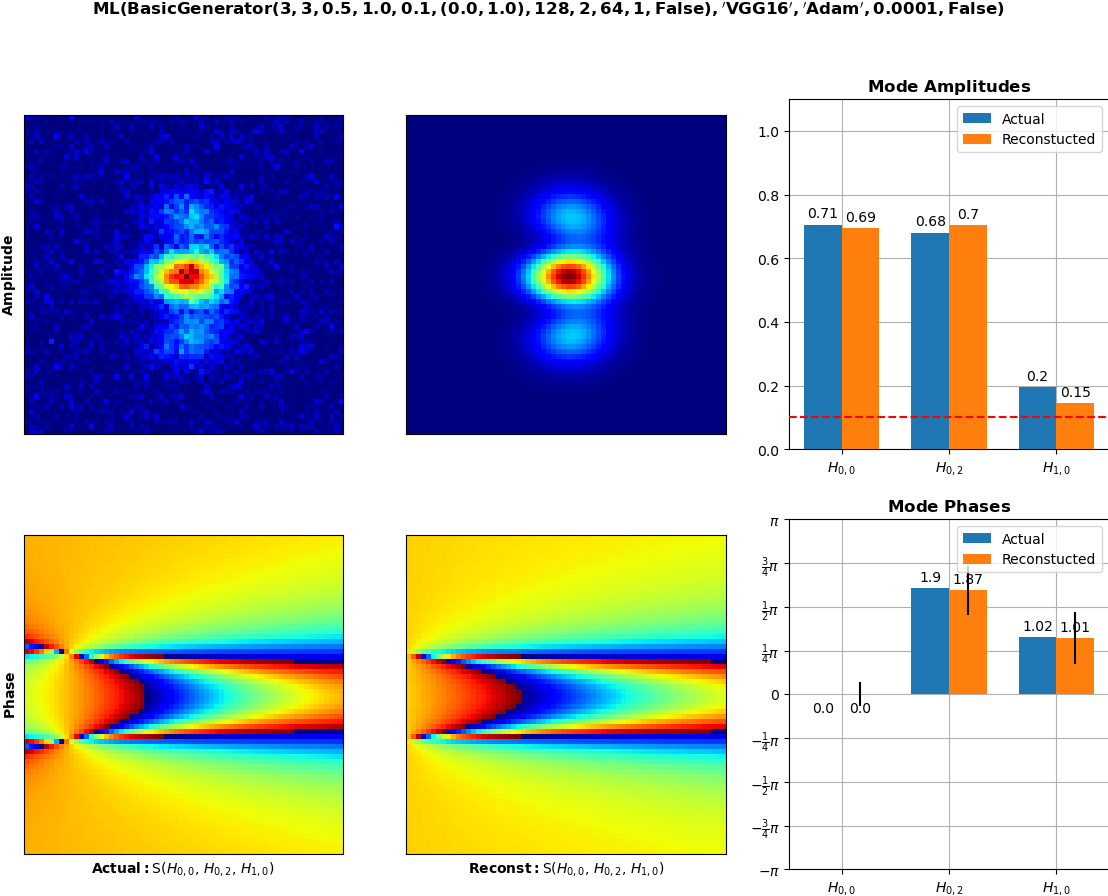 ML(BasicGenerator(3, 3, 0.5, 1.0, 0.1, (0.0, 1.0), 128, 2, 64, 1, False), ′VGG16′, ′Adam′, 0.0001, False)
Amplitude
Mode Amplitudes
Actual
Reconstucted
1.0
0.8
0.6
0.4
0.2
0.0
0.71
0.69
0.68
0.7
0.2
0.15
H₀,₀
H₀,₂
H₁,₀
Phase
Actual: S(H₀,₀, H₀,₂, H₁,₀)
Reconst: S(H₀,₀, H₀,₂, H₁,₀)
Mode Phases
Actual
Reconstucted
π
3/4π
1/2π
1/4π
0
−1/4π
−1/2π
−3/4π
−π
0.0
0.0
1.9
1.87
1.02
1.01
H₀,₀
H₀,₂
H₁,₀